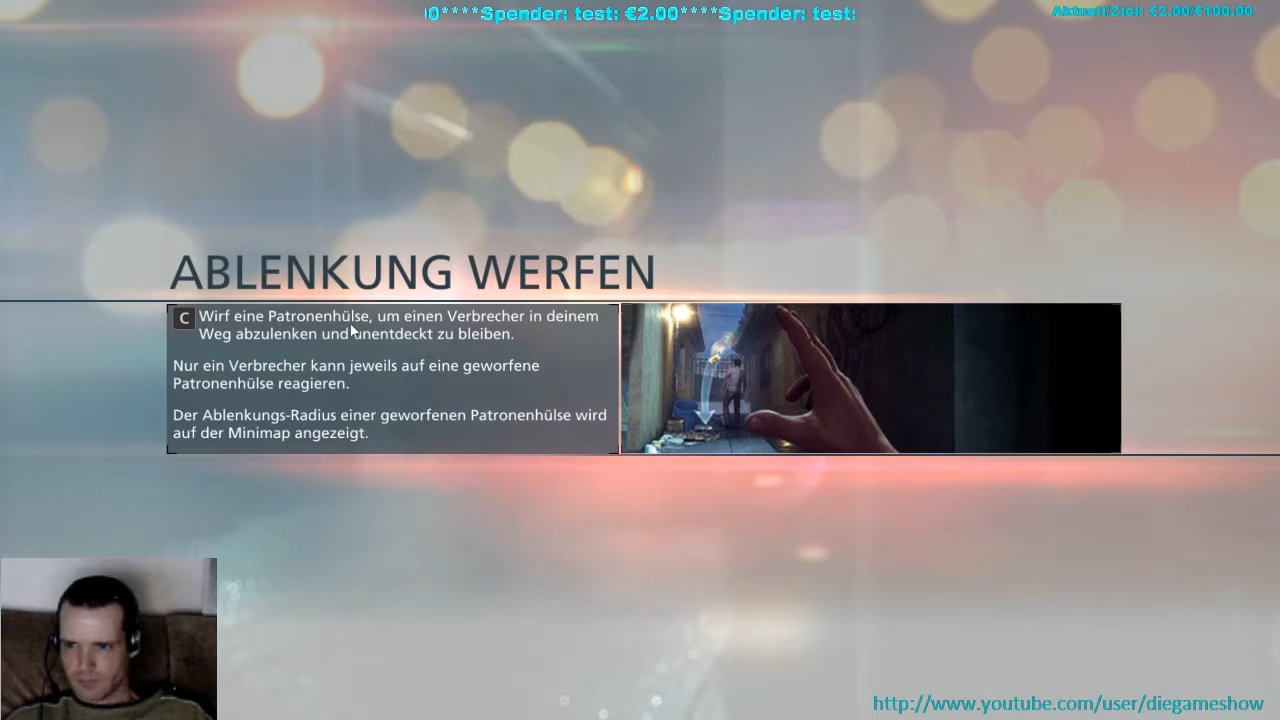 0****Spender: test: €2.00****Spender: test:
Aktuell/Ziel: €2.00/€100.00
ABLENKUNG WERFEN
C Wirf eine Patronenhülse, um einen Verbrecher in deinem
Weg abzulenken und unentdeckt zu bleiben.
Nur ein Verbrecher kann jeweils auf eine geworfene
Patronenhülse reagieren.
Der Ablenkungs-Radius einer geworfenen Patronenhülse wird
auf der Minimap angezeigt.
http://www.youtube.com/user/diegameshow